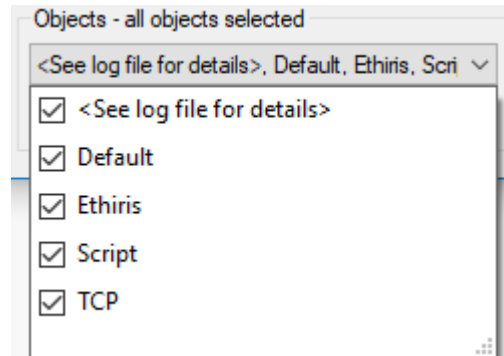 Objects - all objects selected
<See log file for details>, Default, Ethiris, Scri
<See log file for details>
Default
Ethiris
Script
TCP